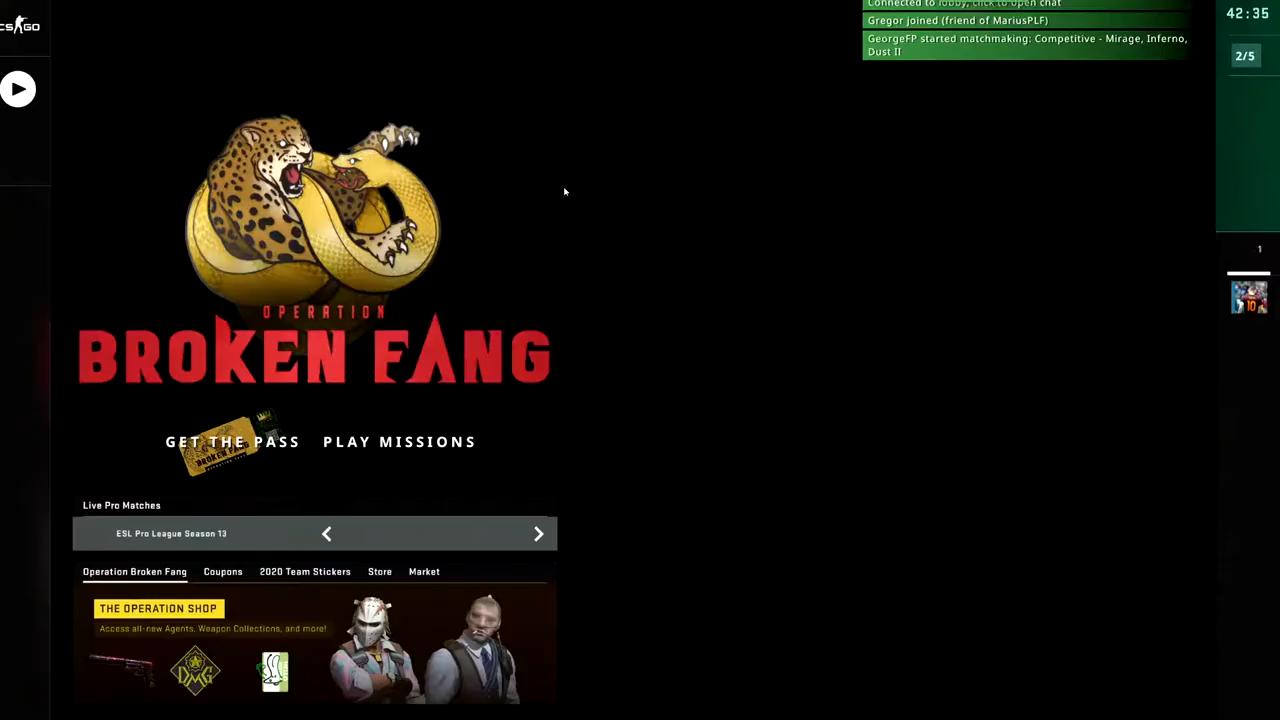 CS:GO
Connected to lobby, click to open chat
Gregor joined (friend of MariusPLF)
GeorgeFP started matchmaking: Competitive - Mirage, Inferno,
Dust II
42:35
2/5
1
10
OPERATION
BROKEN FANG
GET THE PASS PLAY MISSIONS
BROKEN FANG
Live Pro Matches
ESL Pro League Season 13
Operation Broken Fang Coupons 2020 Team Stickers Store Market
THE OPERATION SHOP
Access all-new Agents, Weapon Collections, and more!
DMG